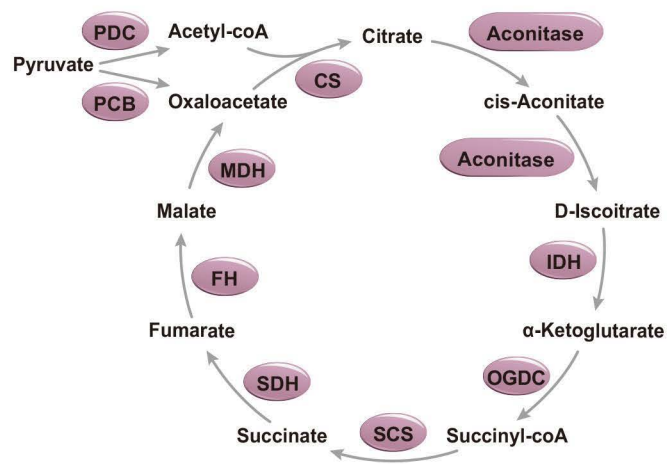 PDC
Acetyl-coA
Citrate
Aconitase
Pyruvate
CS
PCB
Oxaloacetate
cis-Aconitate
Aconitase
MDH
Malate
D-Iscoitrate
IDH
FH
Fumarate
α-Ketoglutarate
OGDC
SDH
SCS
Succinate
Succinyl-coA